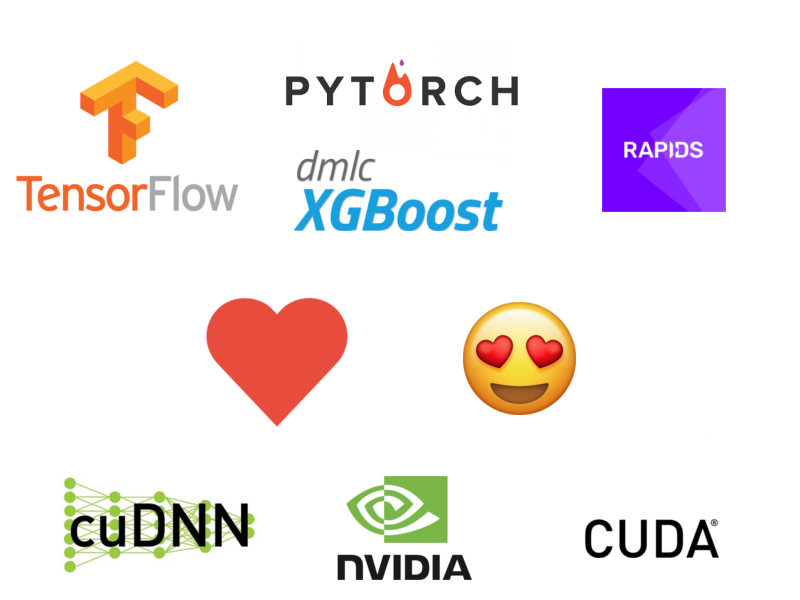 PYTORCH
TensorFlow
dmlc
XGBoost
RAPIDS
cuDNN
NVIDIA
CUDA®